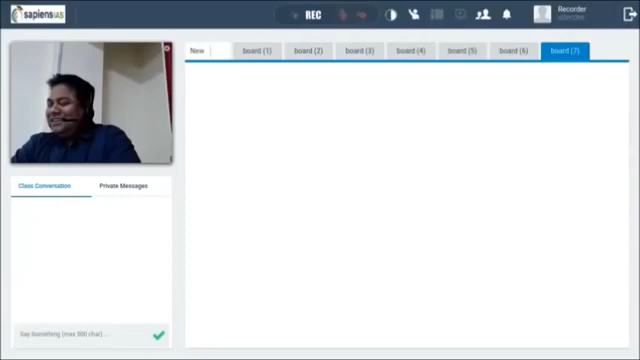 sapiensIAS
REC
Recorder
New
board (1)
board (2)
board (3)
board (4)
board (5)
board (6)
board (7)
Class Conversation
Private Messages
Say Something (max 300 char) ...